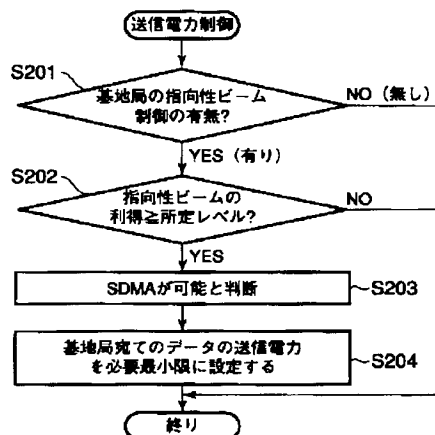 送信電力制御
S201
基地局の指向性ビーム
制御の有無?
NO（無し）
YES（有り）
S202
指向性ビームの
利得≧所定レベル?
NO
YES
SDMAが可能と判断
S203
基地局宛てのデータの送信電力
を必要最小限に設定する
S204
終り